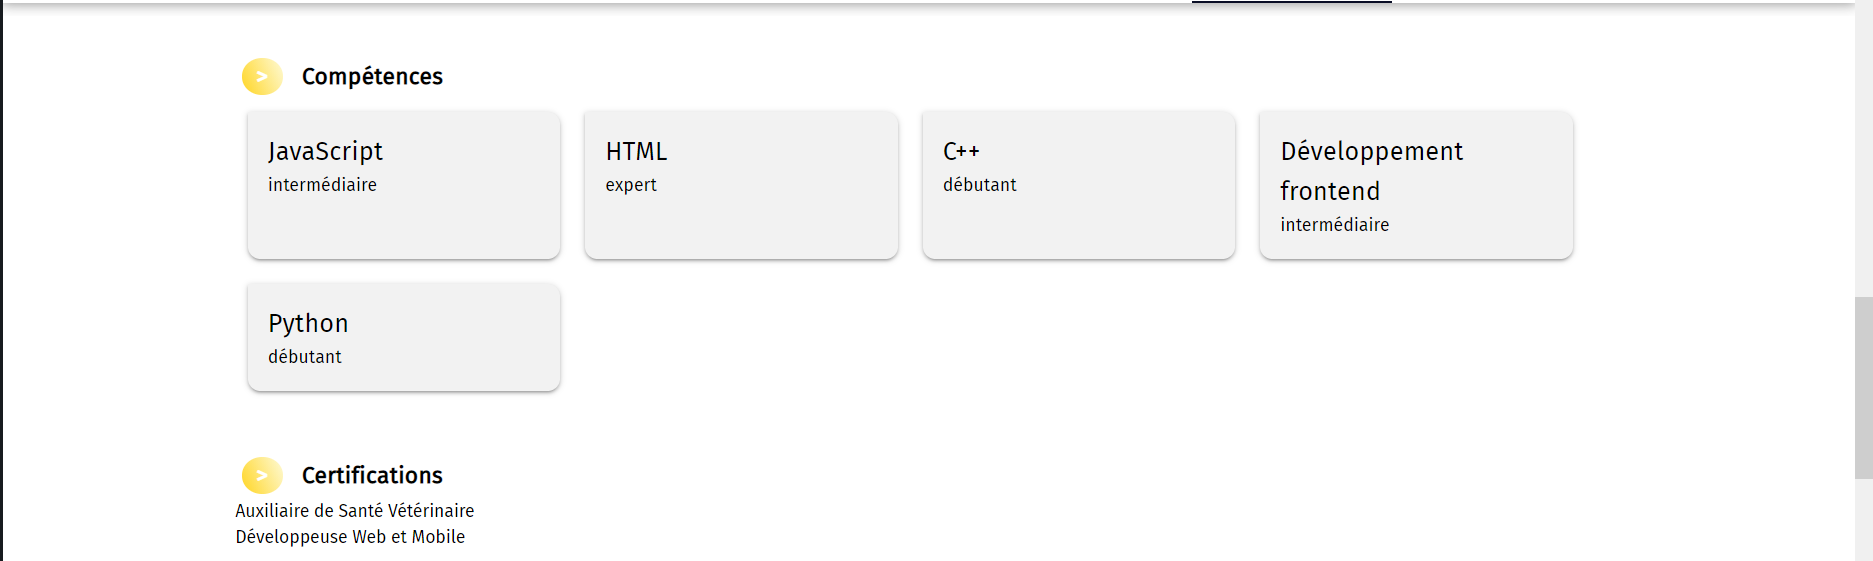 > Compétences
JavaScript
intermédiaire
HTML
expert
C++
débutant
Développement
frontend
intermédiaire
Python
débutant
> Certifications
Auxiliaire de Santé Vétérinaire
Développeuse Web et Mobile